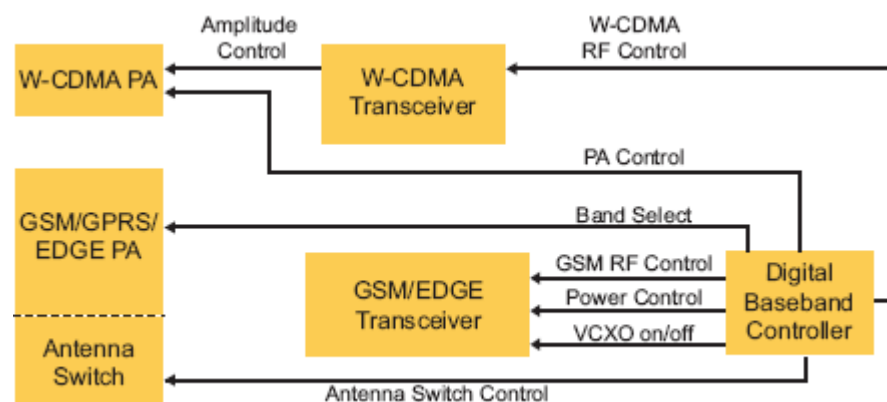 Amplitude
Control
W-CDMA
RF Control
W-CDMA PA
W-CDMA
Transceiver
PA Control
GSM/GPRS/
EDGE PA
Band Select
GSM/EDGE
Transceiver
GSM RF Control
Power Control
VCXO on/off
Digital
Baseband
Controller
Antenna
Switch
Antenna Switch Control